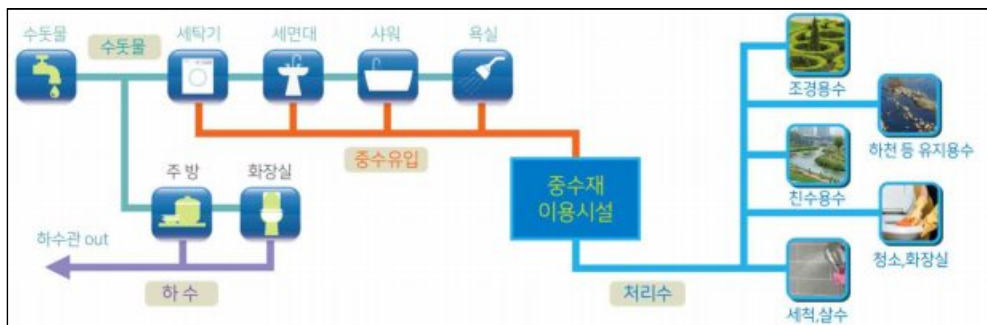 수돗물
수돗물
세탁기
세면대
샤워
욕실
중수유입
주 방
화장실
하수관 out
하 수
중수재
이용시설
처리수
조경용수
하천 등 유지용수
친수용수
청소,화장실
세척,살수